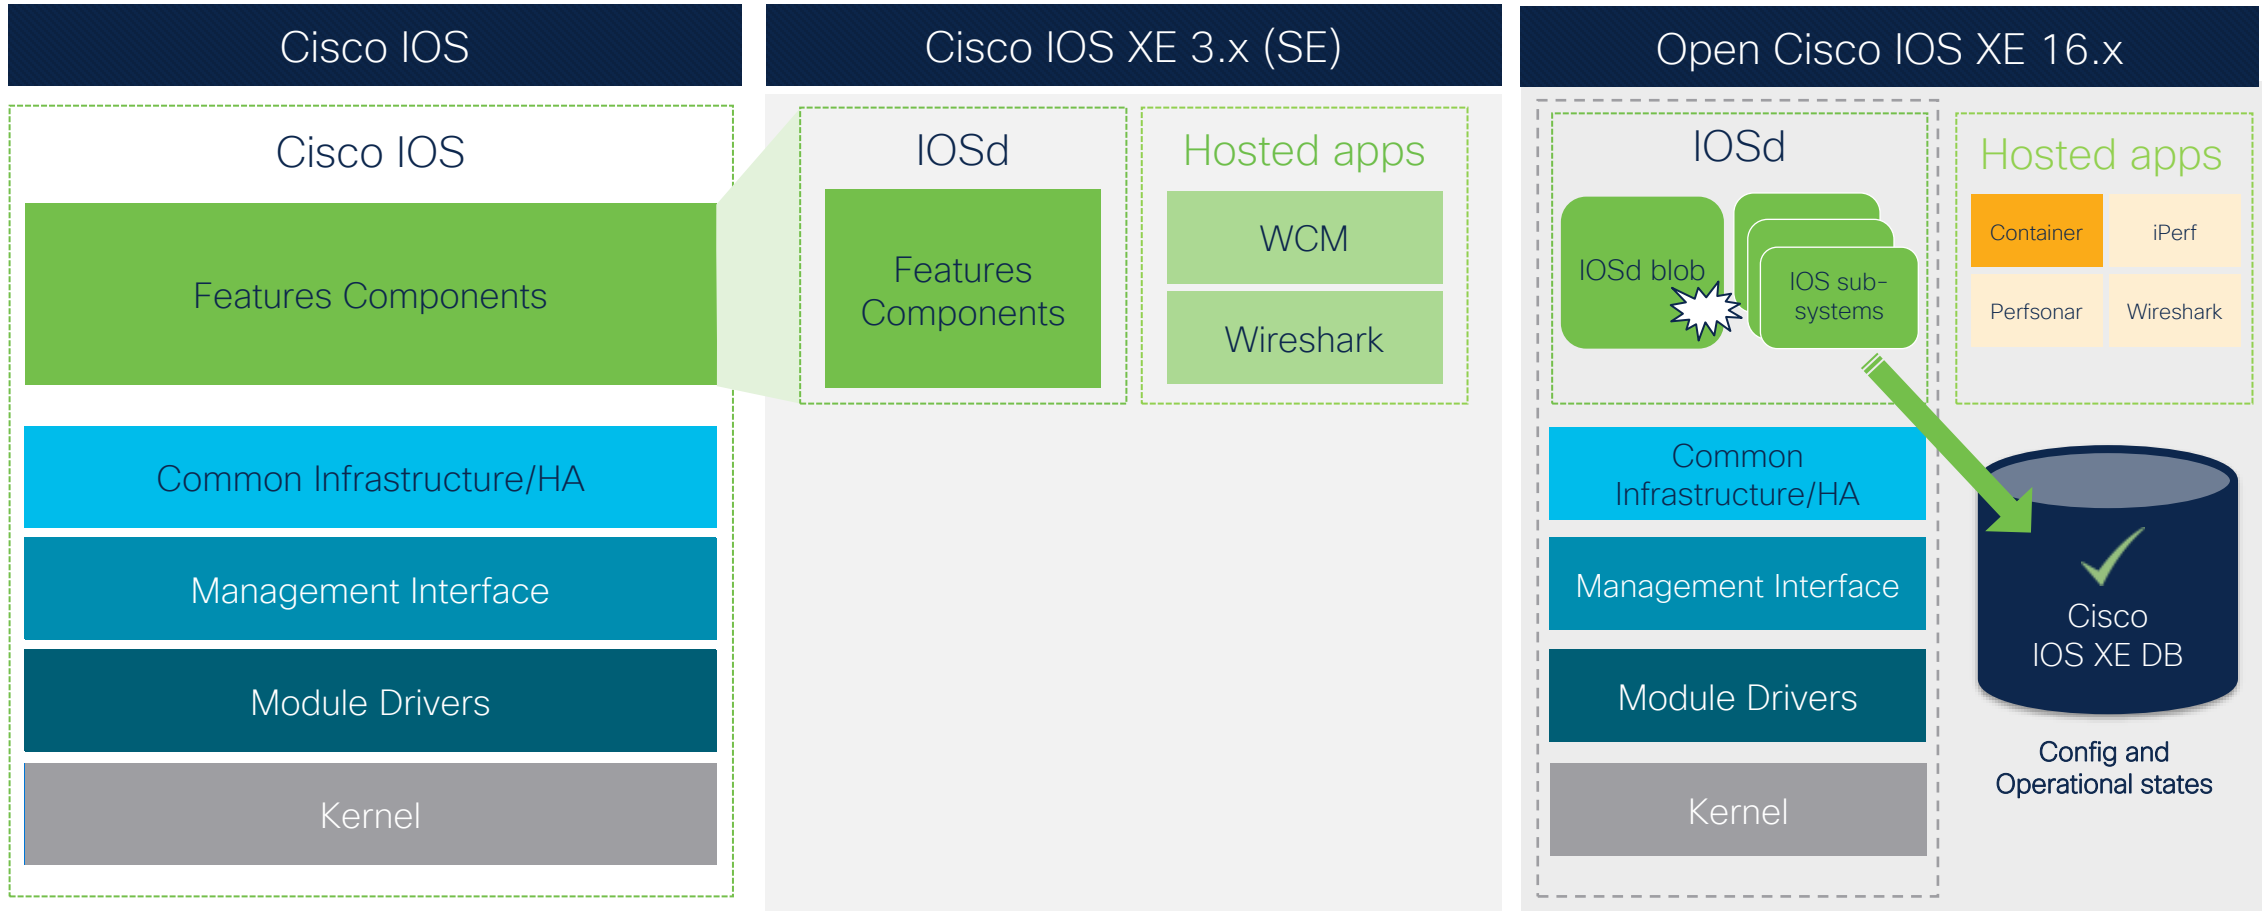 Cisco IOS
Cisco IOS
Features Components
Common Infrastructure/HA
Management Interface
Module Drivers
Kernel
Cisco IOS XE 3.x (SE)
IOSd
Features
Components
Hosted apps
WCM
Wireshark
Open Cisco IOS XE 16.x
IOSd
IOSd blob
IOS sub-
systems
Common
Infrastructure/HA
Management Interface
Module Drivers
Kernel
Hosted apps
Container
iPerf
Perfsonar
Wireshark
Cisco
IOS XE DB
Config and
Operational states